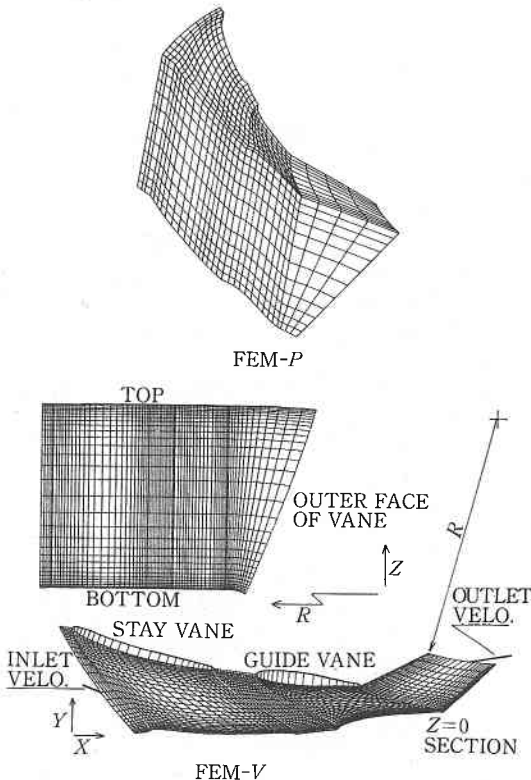 FEM-P
TOP
OUTER FACE
OF VANE
R
Z
BOTTOM
R
OUTLET
VELO.
STAY VANE
INLET
VELO.
GUIDE VANE
Y
X
Z=0
SECTION
FEM-V